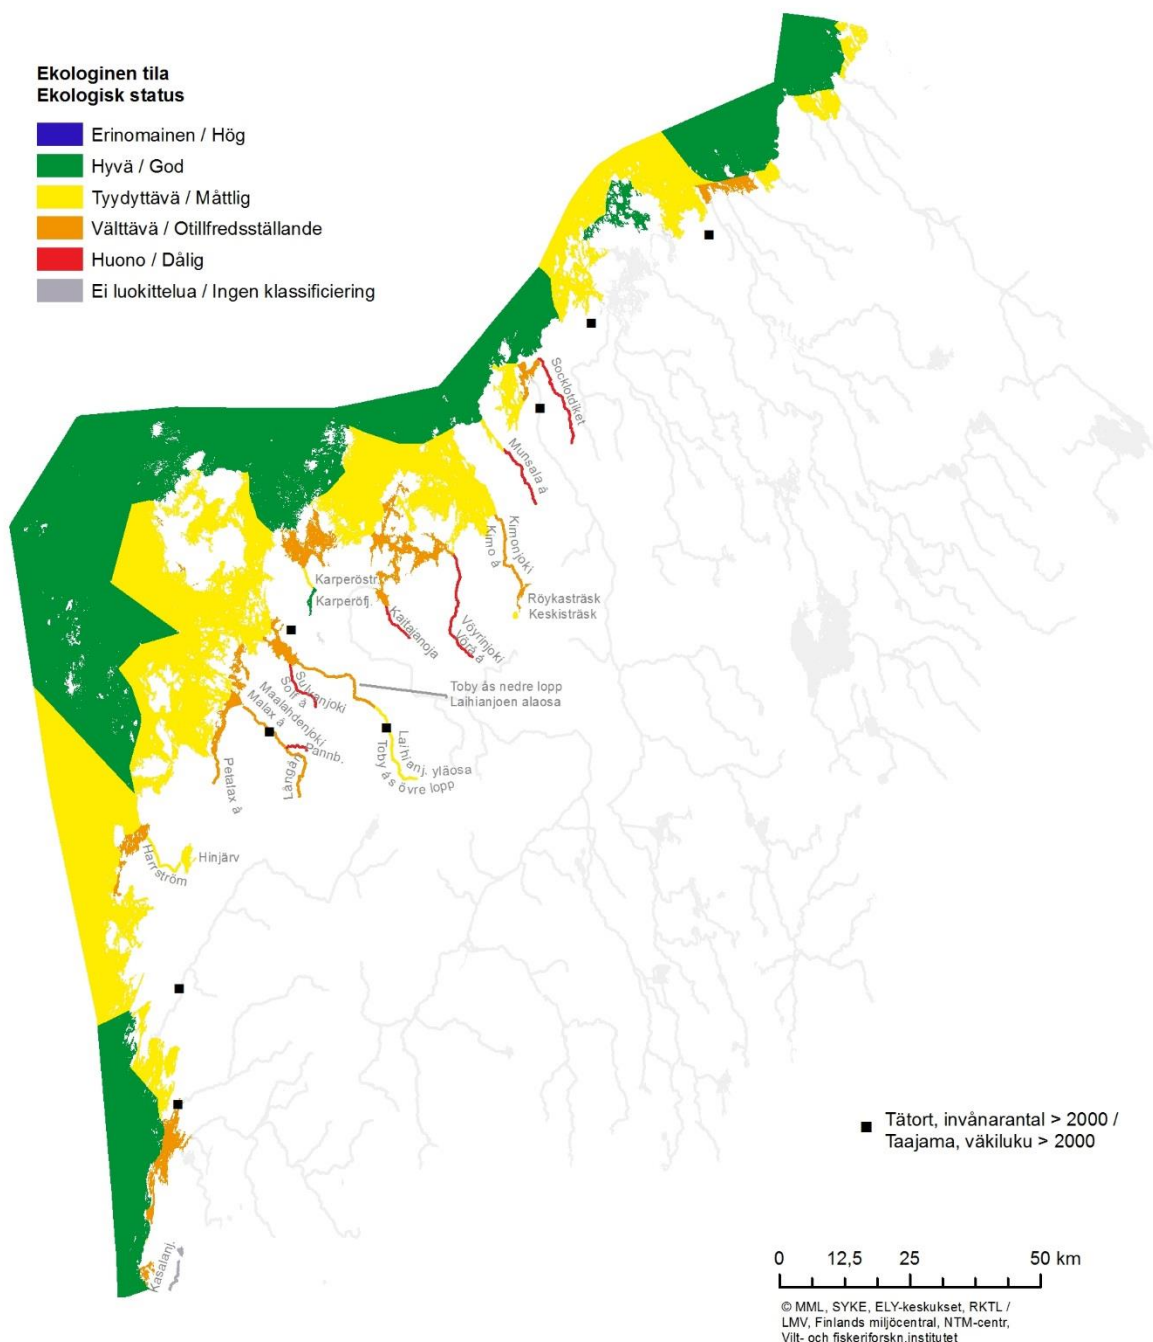 Ekologinen tila
Ekologisk status
Erinomainen / Hög
Hyvä / God
Tyydyttävä / Måttlig
Välttävä / Otillfredsställande
Huono / Dålig
Ei luokittelua / Ingen klassificiering
Socklotdiket
Munsala å
Kimonjoki
Kimo å
Röykasträsk
Keskisträsk
Karperöstr.
Karperöfj.
Kaitajanoja
Vöyrinjoki
Vörå å
Toby ås nedre lopp
Laihianjoen alaosa
Sulvanjoki
Solf å
Maalahdenjoki
Malax å
Pannb.
Långån
Petalax å
Laihianj. yläosa
Toby ås övre lopp
Harrström
Hinjärv
Kasalanj.
Tätort, invånarantal > 2000 /
Taajama, väkiluku > 2000
0 12,5 25 50 km
© MML, SYKE, ELY-keskukset, RKTL /
LMV, Finlands miljöcentral, NTM-centr,
Vilt- och fiskeriforskn.institutet